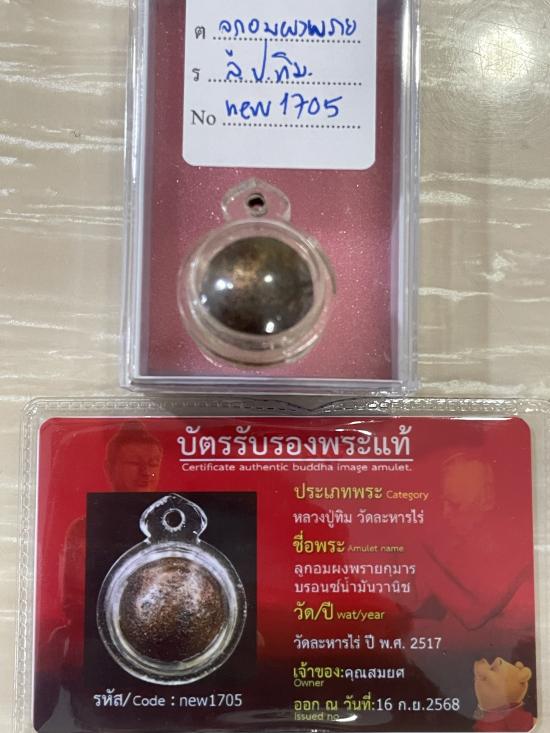 ต ลูกอมผงพราย
ร ลป.ทิม.
No new 1705
บัตรรับรองพระแท้
Certificate authentic buddha image amulet.
ประเภทพระ Category
หลวงปู่ทิม วัดละหารไร่
ชื่อพระ Amulet name
ลูกอมผงพรายกุมาร
บรอนซ์น้ำมันวานิช
วัด/ปี wat/year
วัดละหารไร่ ปี พ.ศ. 2517
เจ้าของ:คุณสมยศ
Owner
ออก ณ วันที่:16 ก.ย.2568
issued no
รหัส/Code : new1705